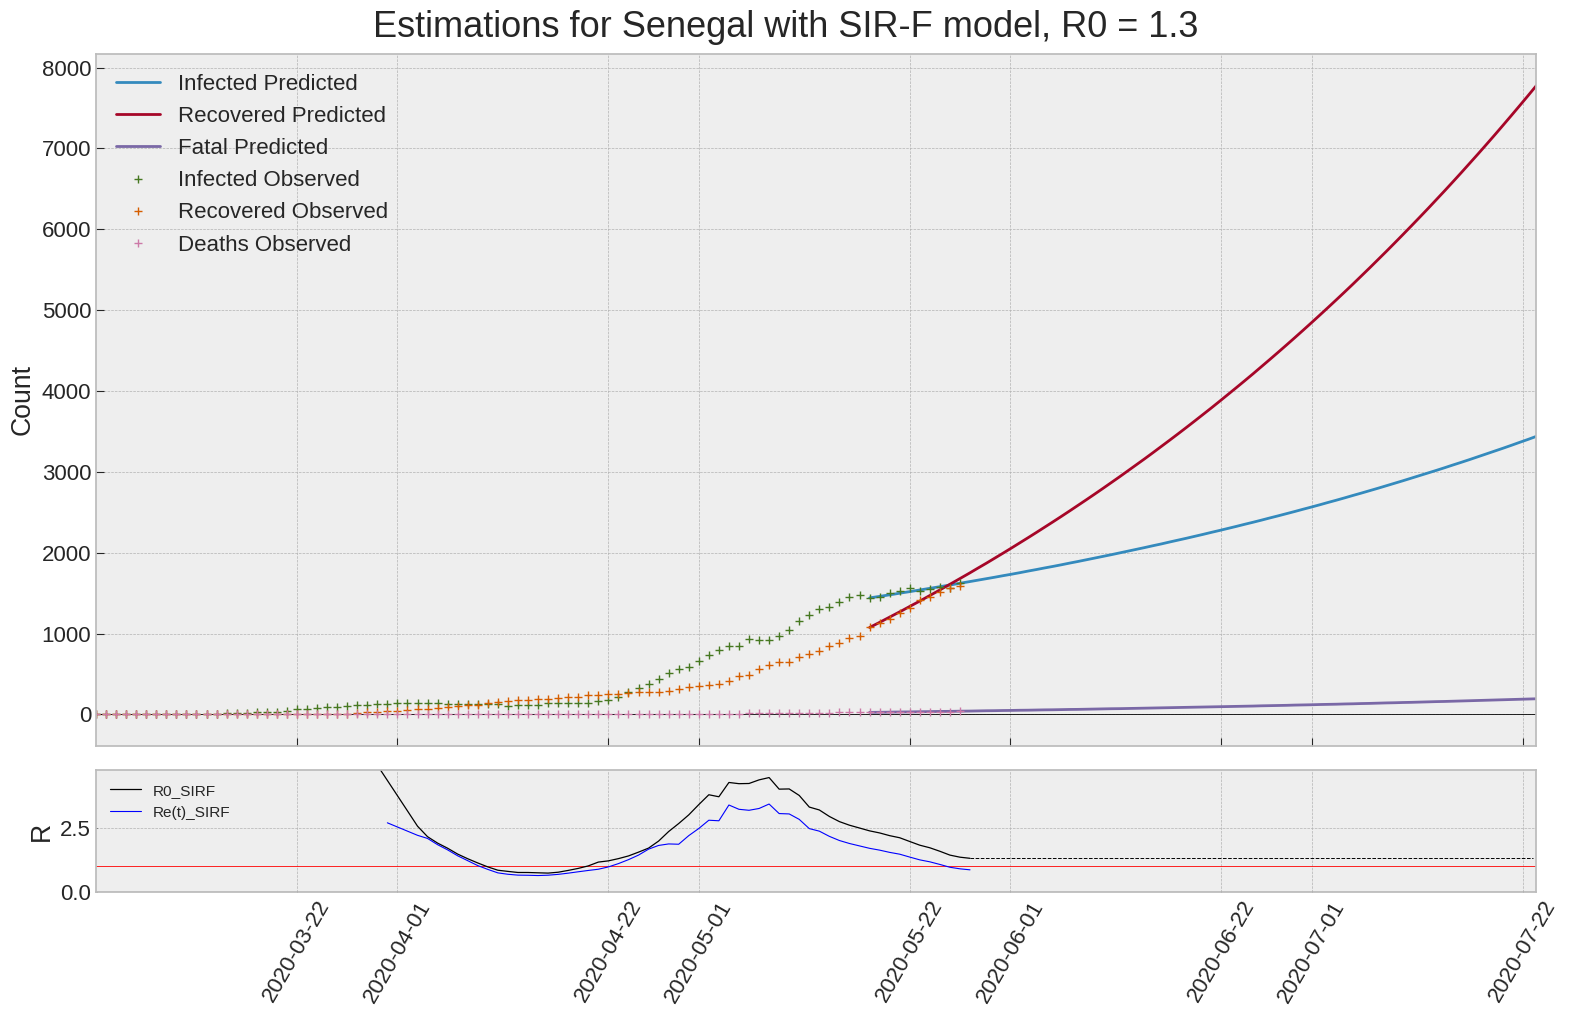 Estimations for Senegal with SIR-F model, R0 = 1.3
8000
7000
6000
5000
4000
3000
2000
1000
0
Count
Infected Predicted
Recovered Predicted
Fatal Predicted
Infected Observed
Recovered Observed
Deaths Observed
R0_SIRF
Re(t)_SIRF
2.5
0.0
R
2020-03-22
2020-04-01
2020-04-22
2020-05-01
2020-05-22
2020-06-01
2020-06-22
2020-07-01
2020-07-22